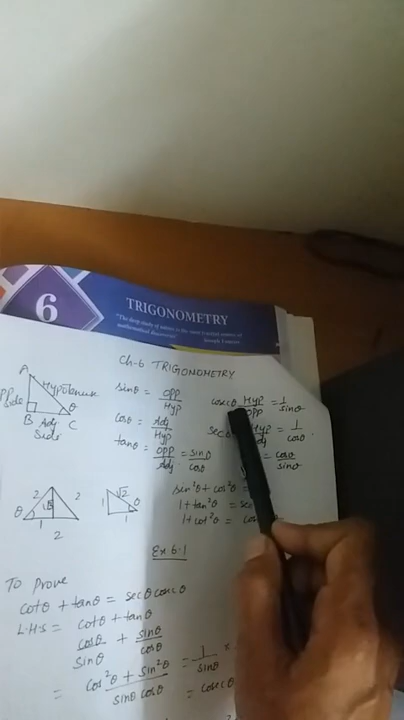 6
TRIGONOMETRY
Ch-6 TRIGONOMETRY
A
Hypotenuse
Side
θ
B Adj C
Side
sinθ = Opp/Hyp
cosecθ Hyp/Opp = 1/sinθ
cosθ = Adj/Hyp
sec = 1/cosθ
tanθ = Opp/Adj = sinθ/cosθ
= cosθ/sinθ
2 2
θ 1
2
1 √2
1 θ
sin²θ + cos²θ =
1 + tan²θ =
1 + cot²θ =
Ex 6.1
To Prove
cotθ + tanθ = secθ cosecθ
L.H.S = cotθ + tanθ
cosθ/sinθ + sinθ/cosθ
= cos²θ + sin²θ/sinθ cosθ = 1/sinθ ×
= cosecθ